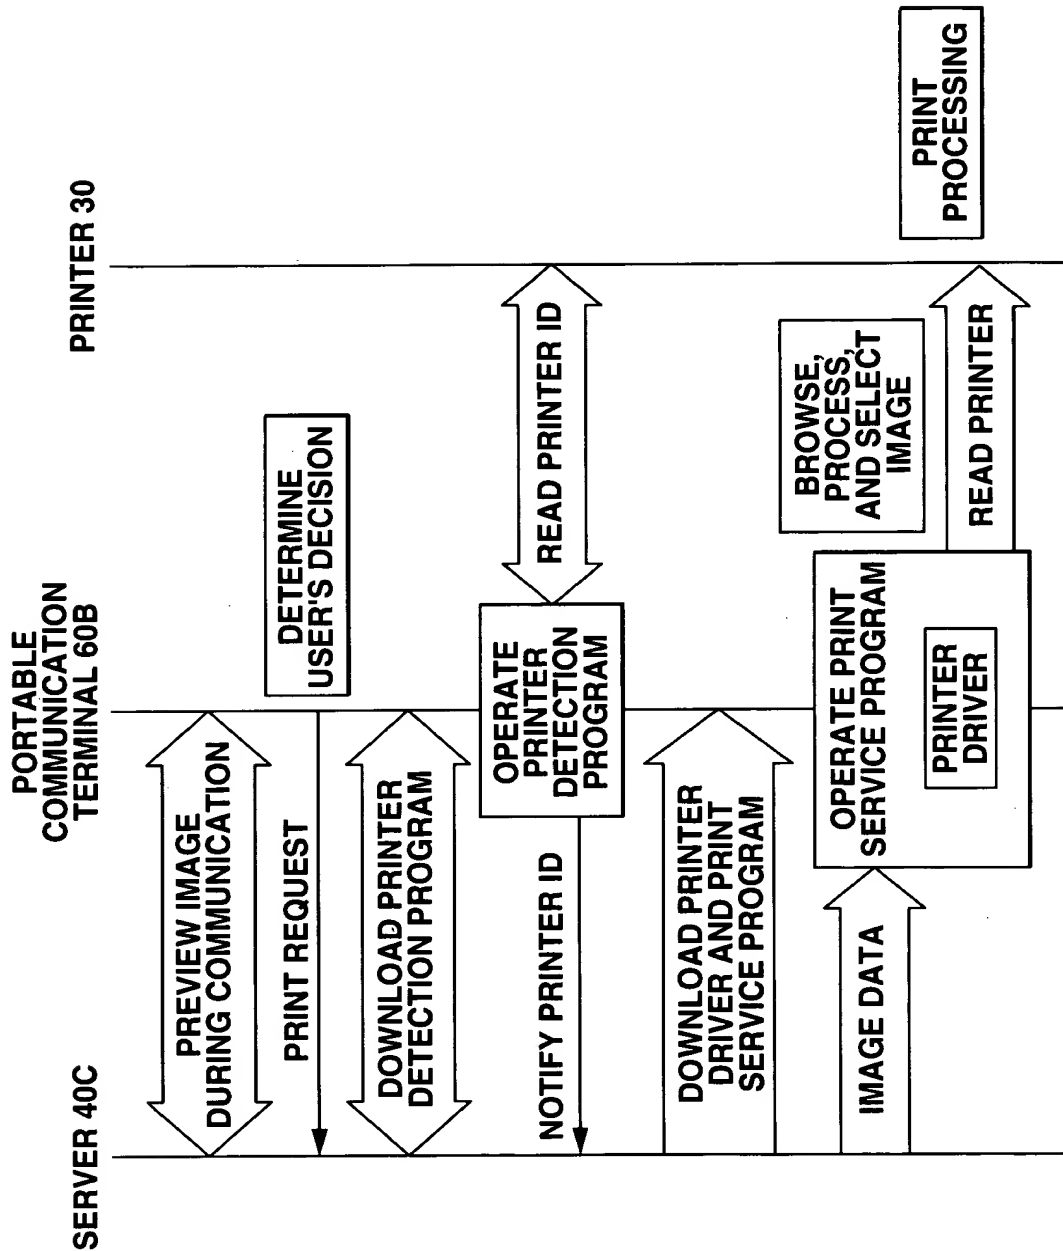 SERVER 40C
PORTABLE
COMMUNICATION
TERMINAL 60B
PRINTER 30
PREVIEW IMAGE
DURING COMMUNICATION
DETERMINE
USER'S DECISION
PRINT REQUEST
DOWNLOAD PRINTER
DETECTION PROGRAM
OPERATE
PRINTER
DETECTION
PROGRAM
READ PRINTER ID
NOTIFY PRINTER ID
DOWNLOAD PRINTER
DRIVER AND PRINT
SERVICE PROGRAM
IMAGE DATA
OPERATE PRINT
SERVICE PROGRAM
PRINTER
DRIVER
BROWSE,
PROCESS,
AND SELECT
IMAGE
READ PRINTER
PRINT
PROCESSING